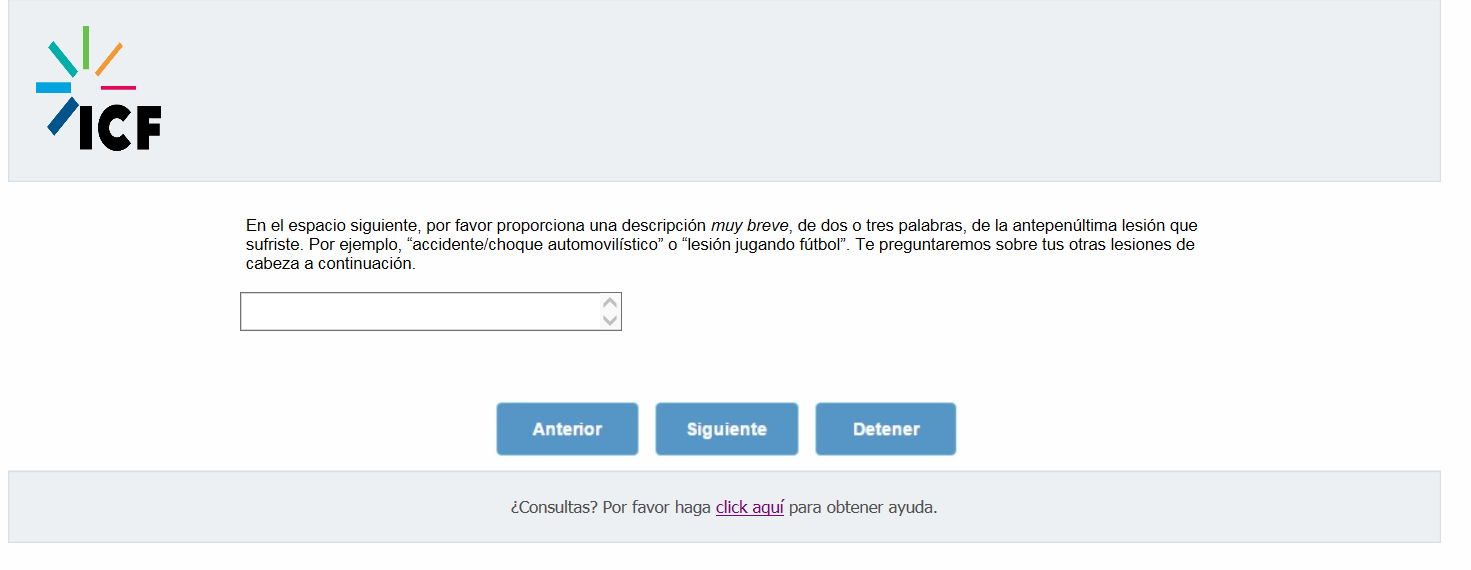 ICF
En el espacio siguiente, por favor proporciona una descripción muy breve, de dos o tres palabras, de la antepenúltima lesión que
sufriste. Por ejemplo, “accidente/choque automovilístico” o “lesión jugando fútbol”. Te preguntaremos sobre tus otras lesiones de
cabeza a continuación.
Anterior Siguiente Detener
¿Consultas? Por favor haga click aquí para obtener ayuda.